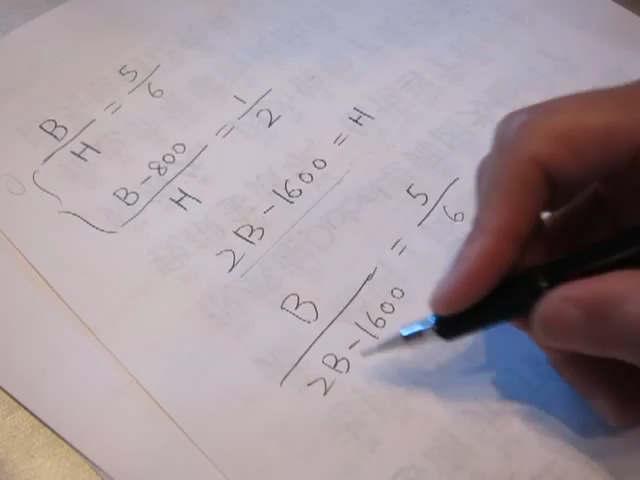 B/H = 5/6
B-800/H = 1/2
2B-1600 = H
B/2B-1600 = 5/6